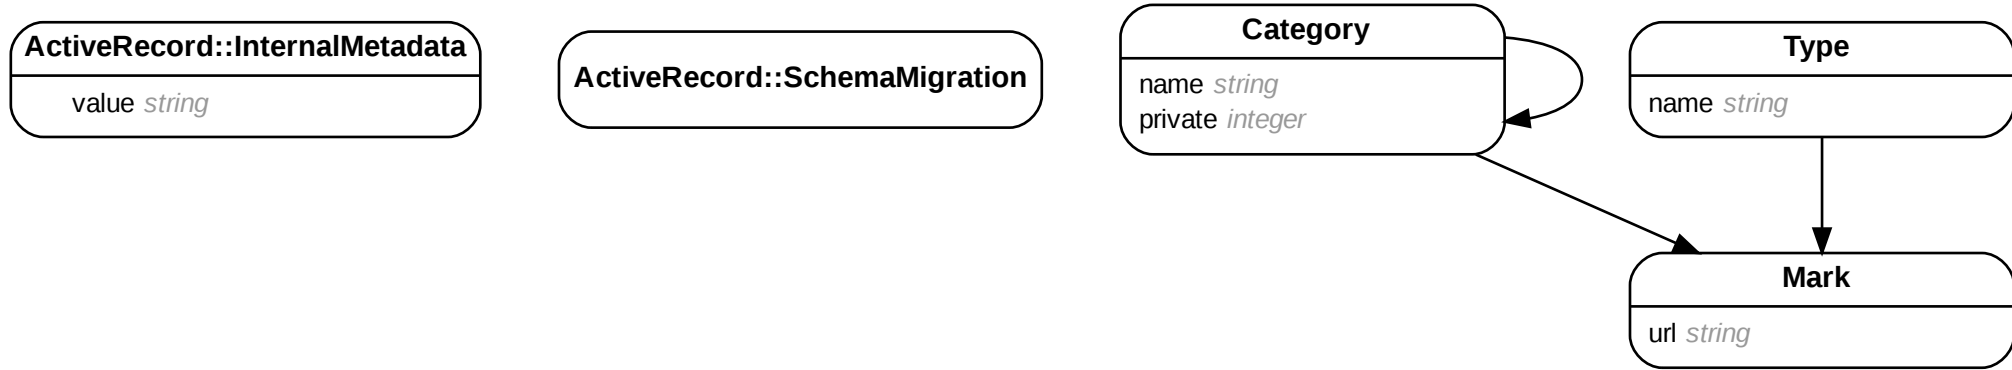 ActiveRecord::InternalMetadata
value string
ActiveRecord::SchemaMigration
Category
name string
private integer
Type
name string
Mark
url string